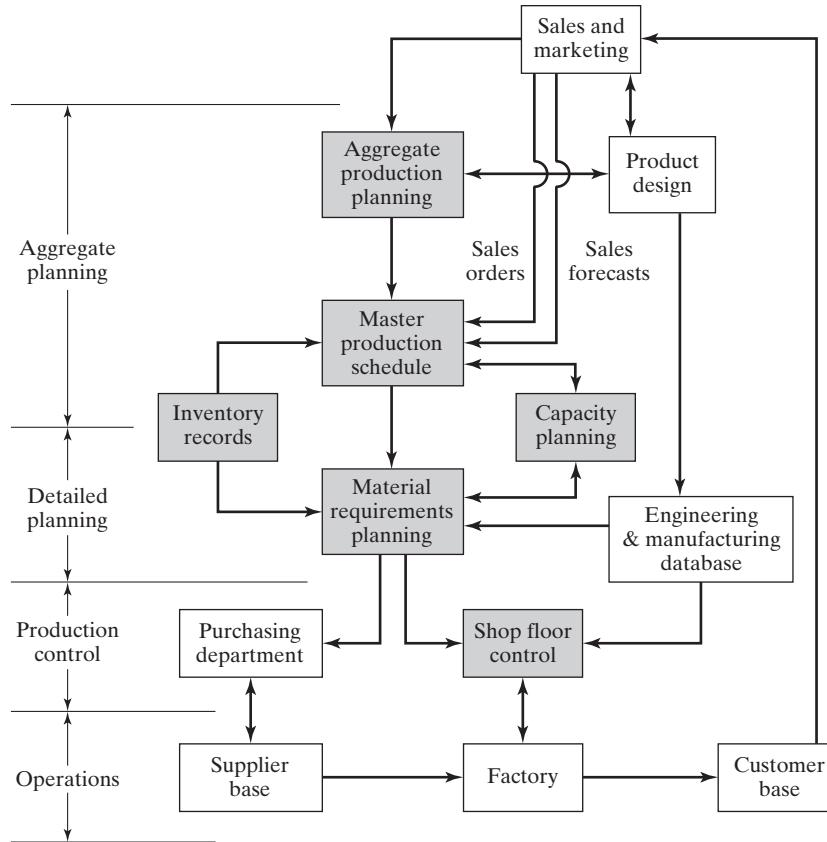 Sales and
marketing
Aggregate
production
planning
Product
design
Aggregate
planning
Sales
orders
Sales
forecasts
Master
production
schedule
Inventory
records
Capacity
planning
Detailed
planning
Material
requirements
planning
Engineering
& manufacturing
database
Production
control
Purchasing
department
Shop floor
control
Operations
Supplier
base
Factory
Customer
base